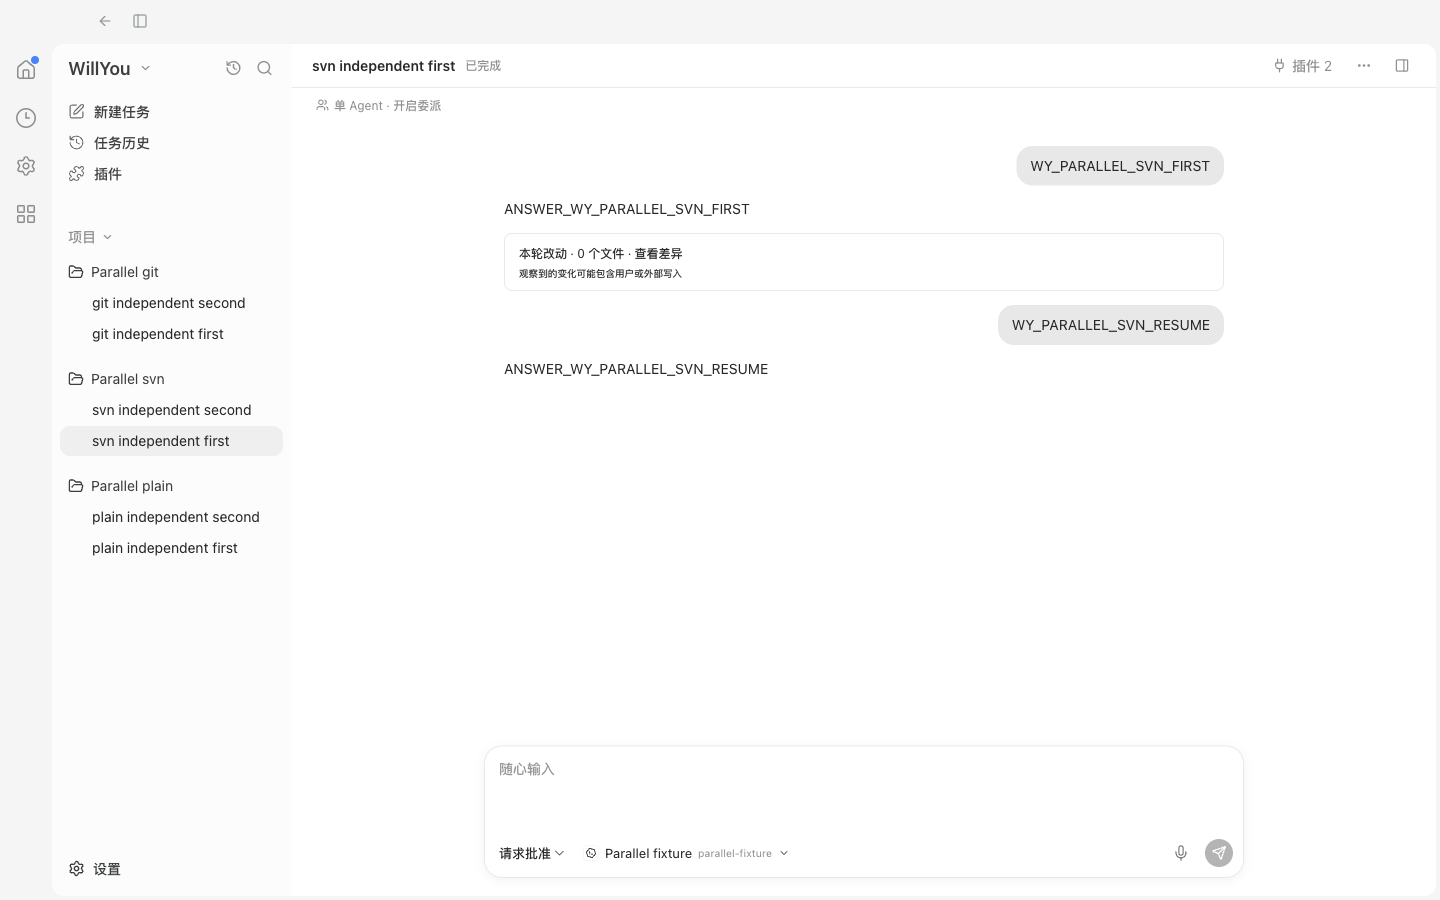 WillYou
新建任务
任务历史
插件
项目
Parallel git
git independent second
git independent first
Parallel svn
svn independent second
svn independent first
Parallel plain
plain independent second
plain independent first
设置
svn independent first 已完成
插件 2
单 Agent · 开启委派
WY_PARALLEL_SVN_FIRST
ANSWER_WY_PARALLEL_SVN_FIRST
本轮改动 · 0 个文件 · 查看差异
观察到的变化可能包含用户或外部写入
WY_PARALLEL_SVN_RESUME
ANSWER_WY_PARALLEL_SVN_RESUME
随心输入
请求批准 Parallel fixture parallel-fixture